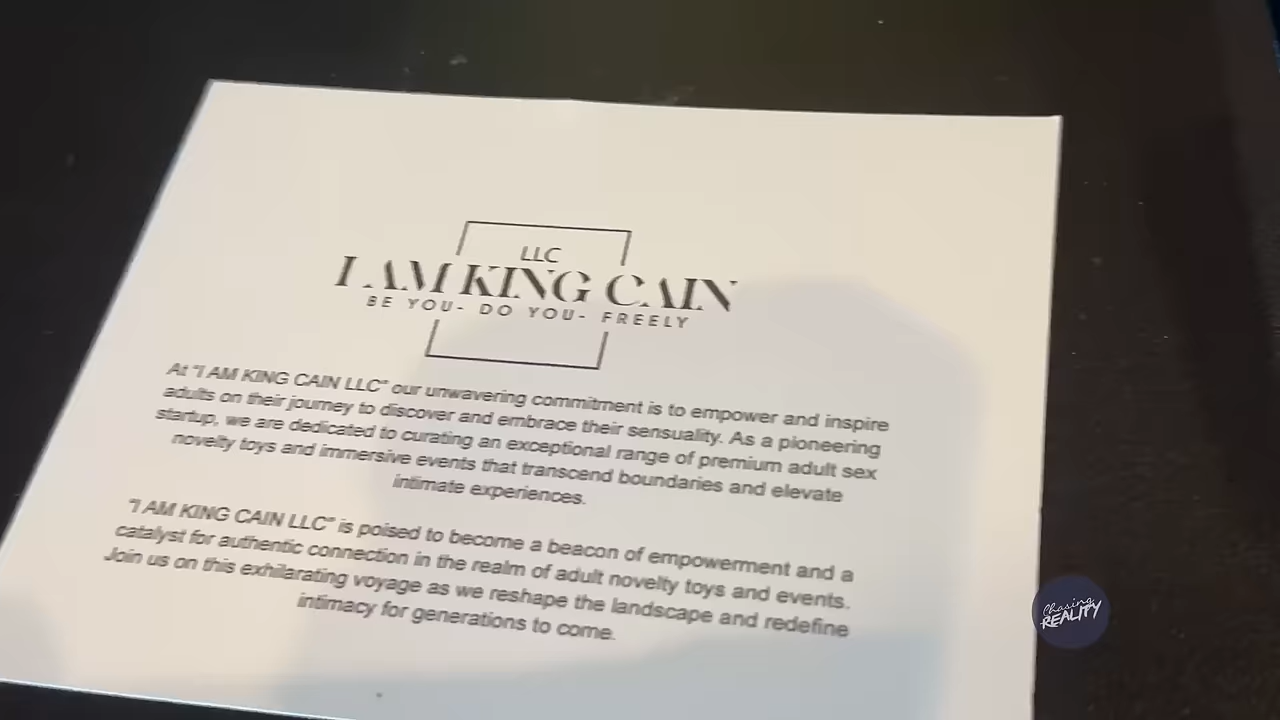 LLC
I AM KING CAIN
BE YOU- DO YOU- FREELY
At "I AM KING CAIN LLC" our unwavering commitment is to empower and inspire
adults on their journey to discover and embrace their sensuality. As a pioneering
startup, we are dedicated to curating an exceptional range of premium adult sex
novelty toys and immersive events that transcend boundaries and elevate
intimate experiences.
"I AM KING CAIN LLC" is poised to become a beacon of empowerment and a
catalyst for authentic connection in the realm of adult novelty toys and events.
Join us on this exhilarating voyage as we reshape the landscape and redefine
intimacy for generations to come.
Chasing
REALITY